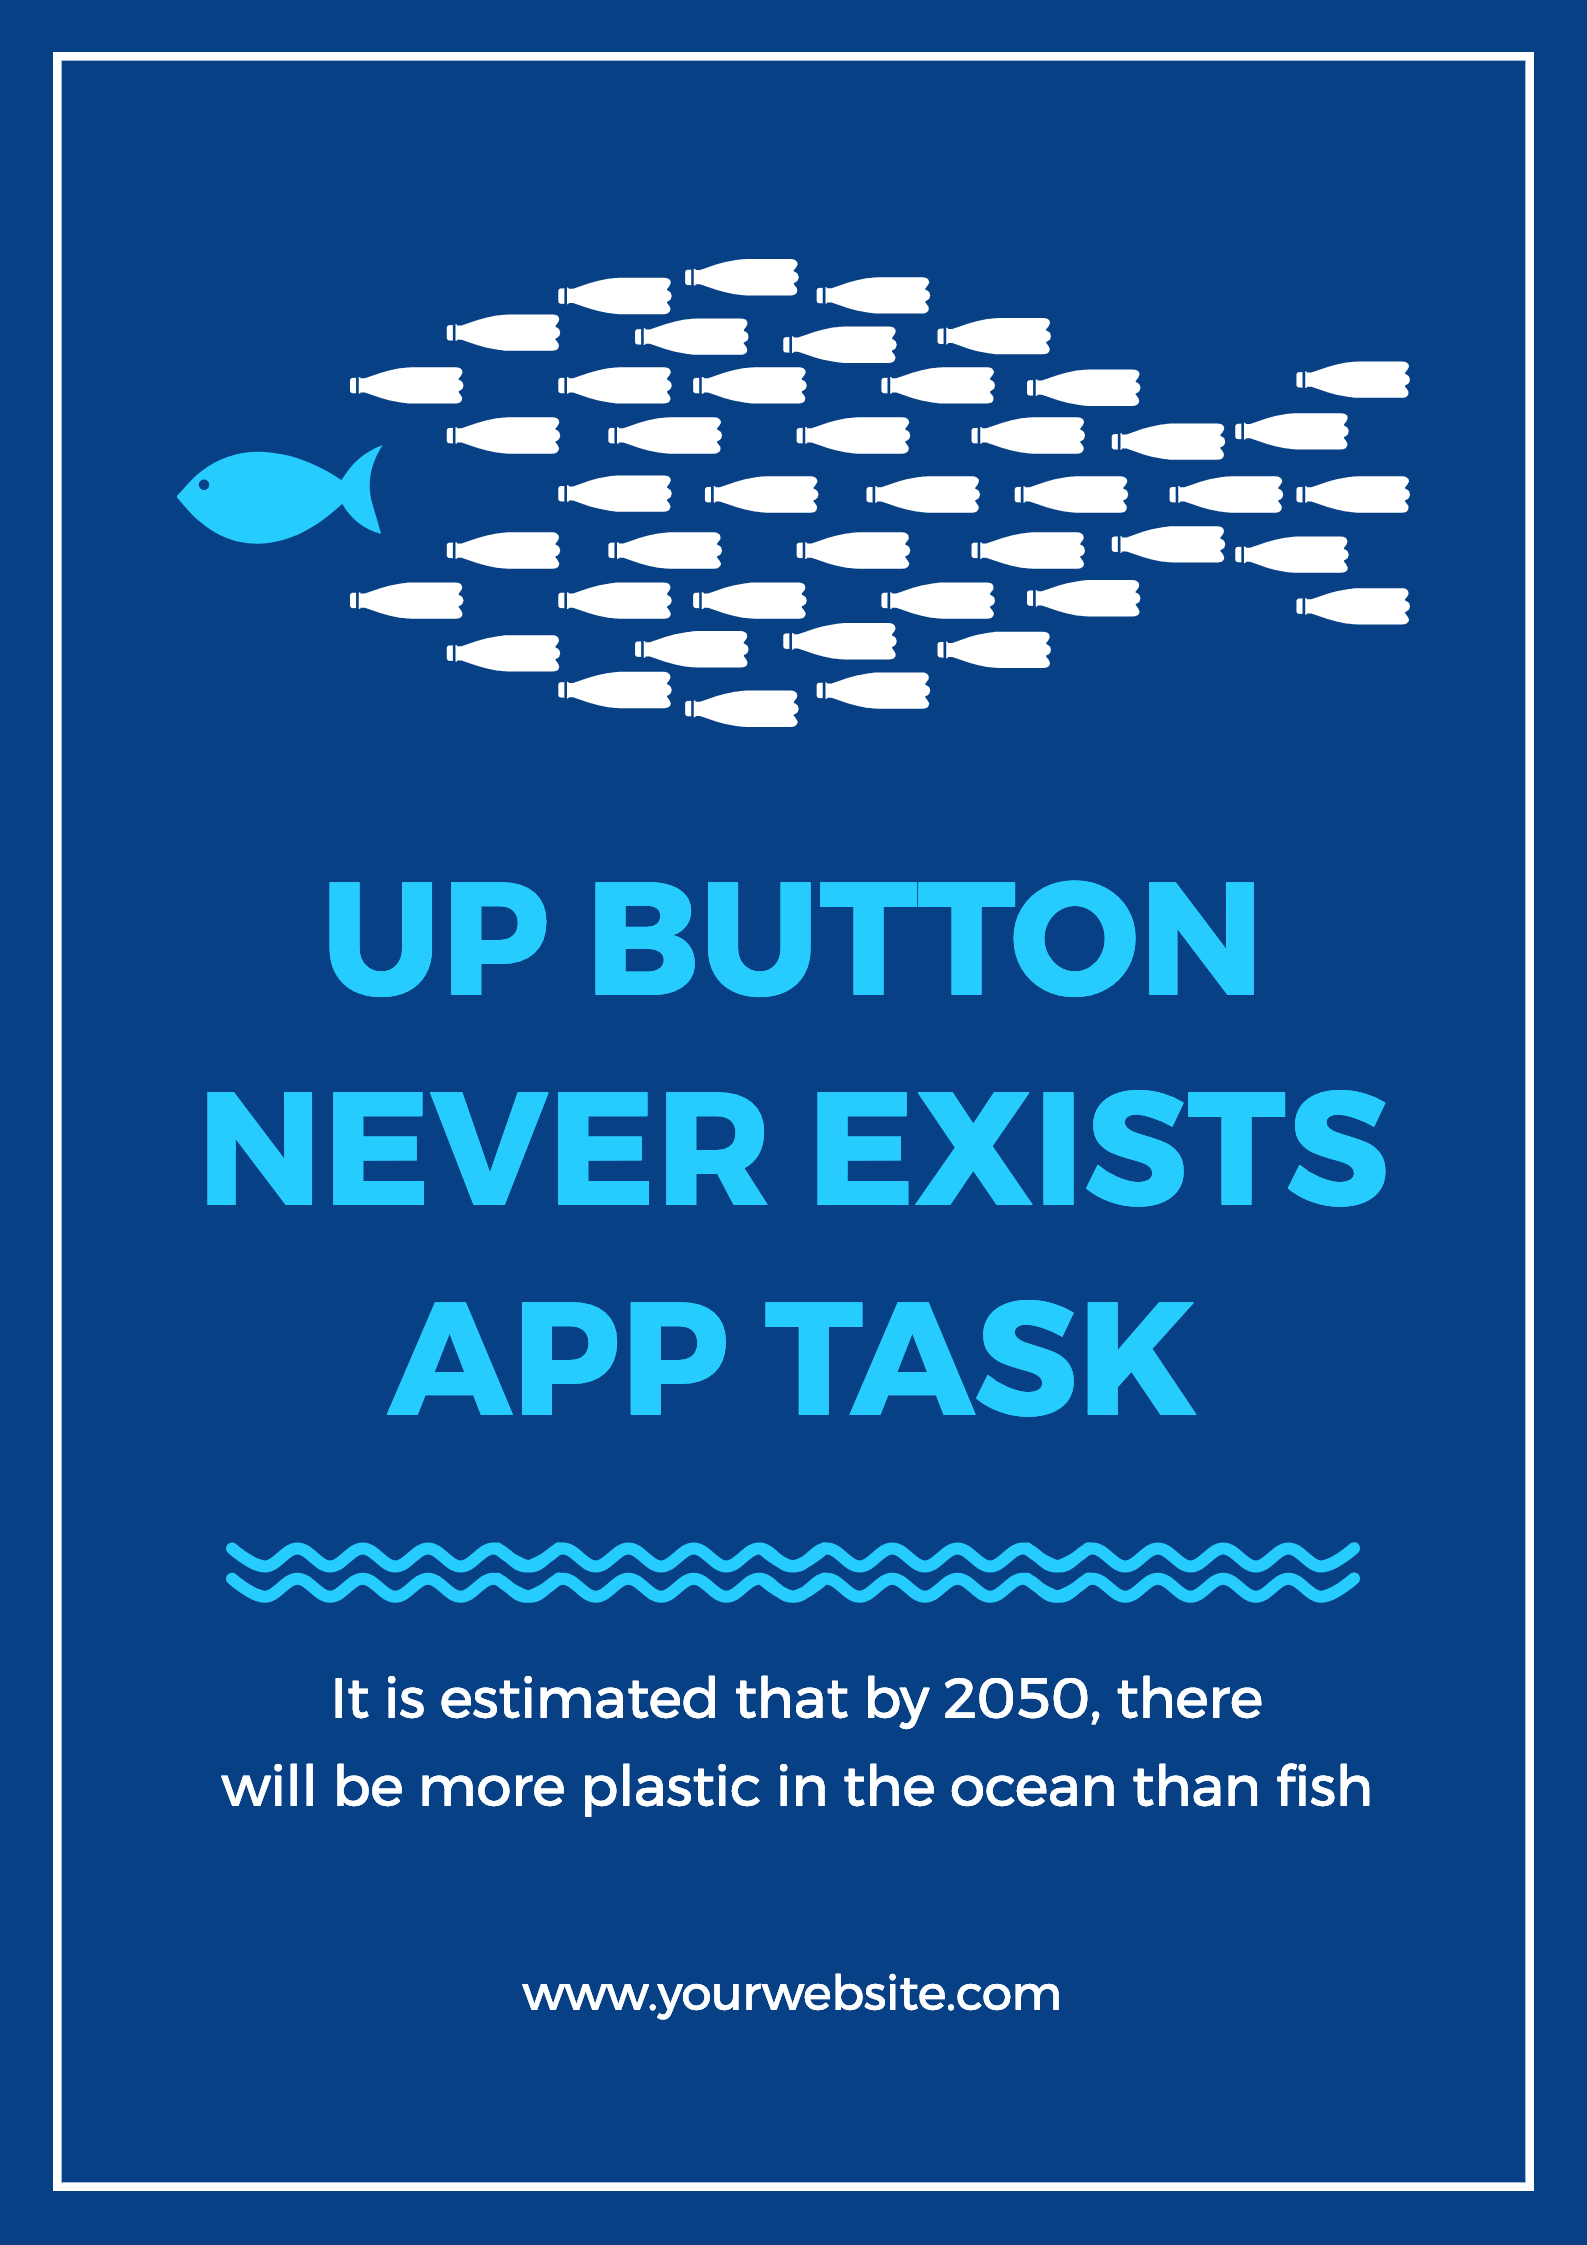 UP BUTTON
NEVER EXISTS
APP TASK
It is estimated that by 2050, there
will be more plastic in the ocean than fish
www.yourwebsite.com